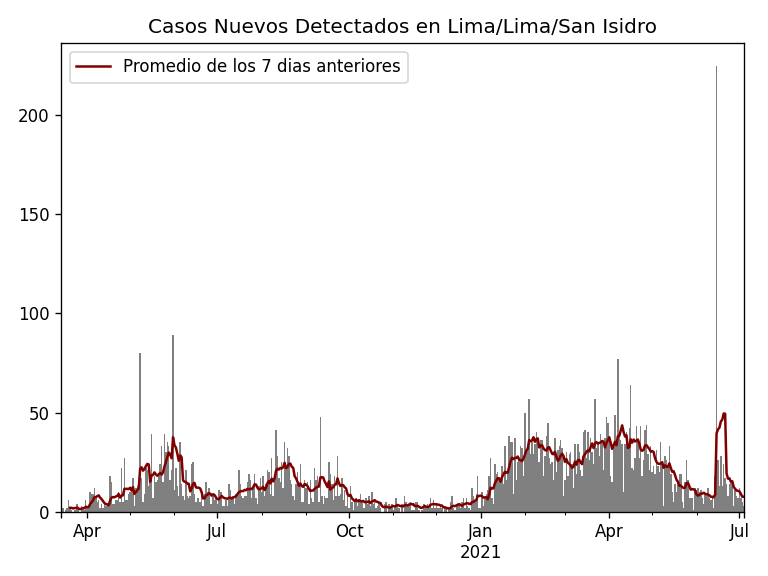 Casos Nuevos Detectados en Lima/Lima/San Isidro
Promedio de los 7 dias anteriores
200
150
100
50
0
Apr Jul Oct Jan Apr Jul
2021